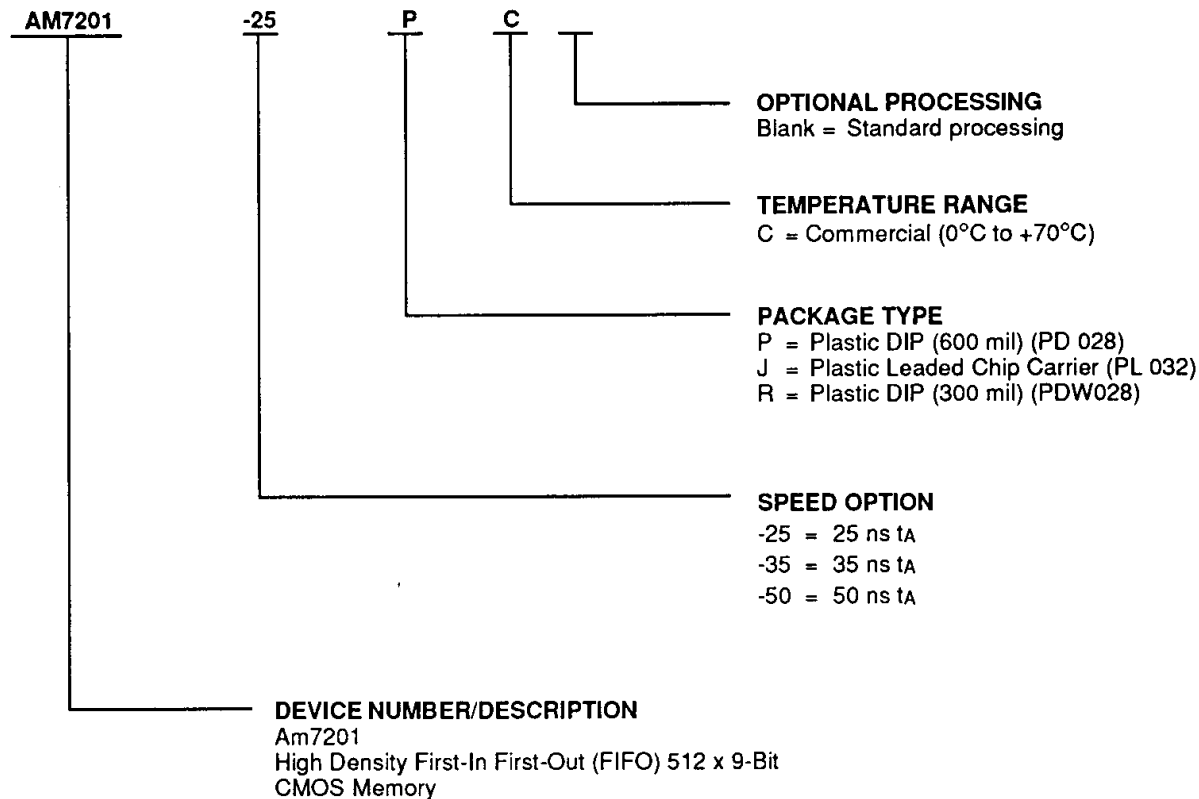 AM7201 -25 P C
OPTIONAL PROCESSING
Blank = Standard processing
TEMPERATURE RANGE
C = Commercial (0°C to +70°C)
PACKAGE TYPE
P = Plastic DIP (600 mil) (PD 028)
J = Plastic Leaded Chip Carrier (PL 032)
R = Plastic DIP (300 mil) (PDW028)
SPEED OPTION
-25 = 25 ns tA
-35 = 35 ns tA
-50 = 50 ns tA
DEVICE NUMBER/DESCRIPTION
Am7201
High Density First-In First-Out (FIFO) 512 x 9-Bit
CMOS Memory